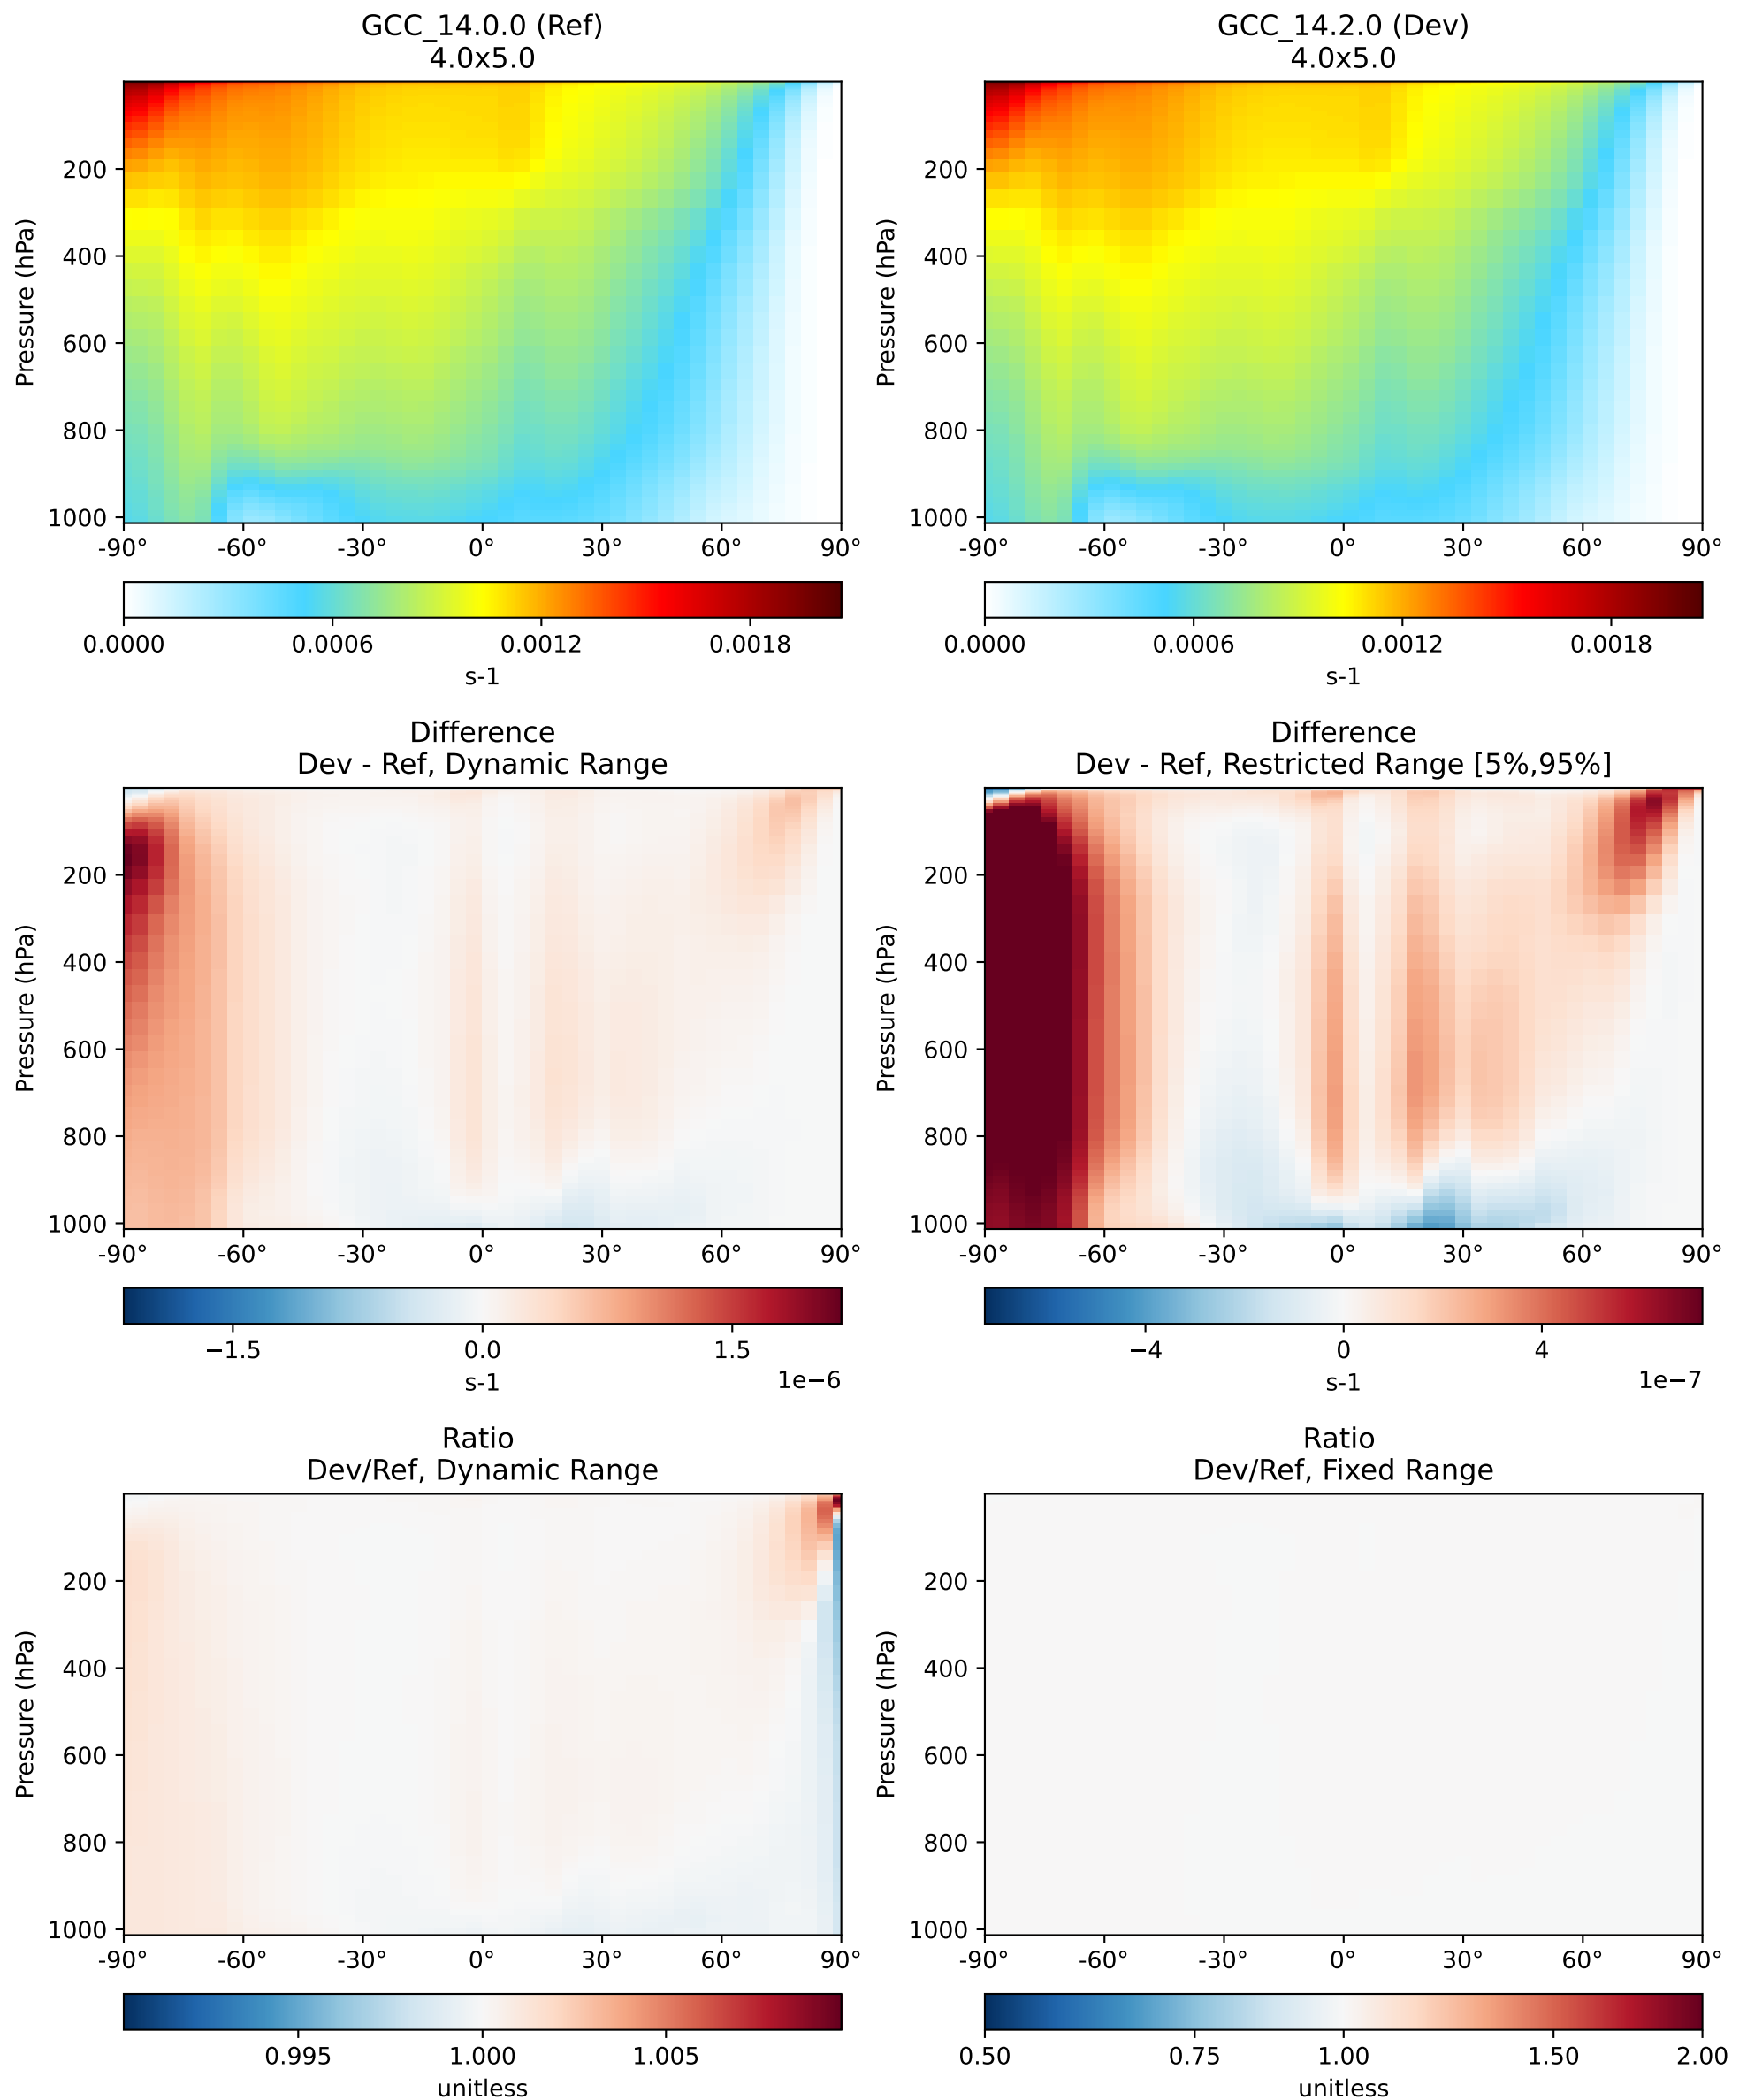 GCC_14.0.0 (Ref)
4.0x5.0
Pressure (hPa)
200
400
600
800
1000
-90° -60° -30° 0° 30° 60° 90°
0.0000 0.0006 0.0012 0.0018
s-1
GCC_14.2.0 (Dev)
4.0x5.0
Pressure (hPa)
200
400
600
800
1000
-90° -60° -30° 0° 30° 60° 90°
0.0000 0.0006 0.0012 0.0018
s-1
Difference
Dev - Ref, Dynamic Range
Pressure (hPa)
200
400
600
800
1000
-90° -60° -30° 0° 30° 60° 90°
−1.5 0.0 1.5
s-1 1e−6
Difference
Dev - Ref, Restricted Range [5%,95%]
Pressure (hPa)
200
400
600
800
1000
-90° -60° -30° 0° 30° 60° 90°
−4 0 4
s-1 1e−7
Ratio
Dev/Ref, Dynamic Range
Pressure (hPa)
200
400
600
800
1000
-90° -60° -30° 0° 30° 60° 90°
0.995 1.000 1.005
unitless
Ratio
Dev/Ref, Fixed Range
Pressure (hPa)
200
400
600
800
1000
-90° -60° -30° 0° 30° 60° 90°
0.50 0.75 1.00 1.50 2.00
unitless